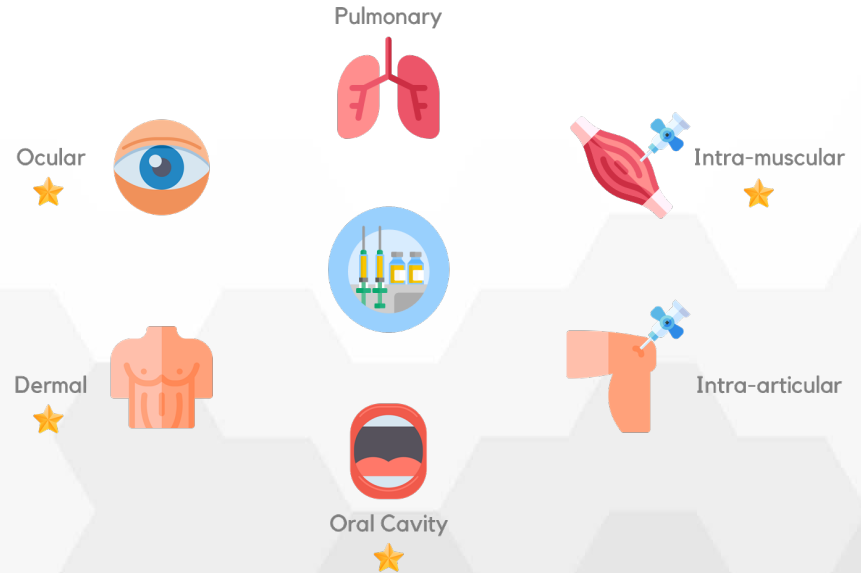 Pulmonary
Ocular
Intra-muscular
Dermal
Intra-articular
Oral Cavity